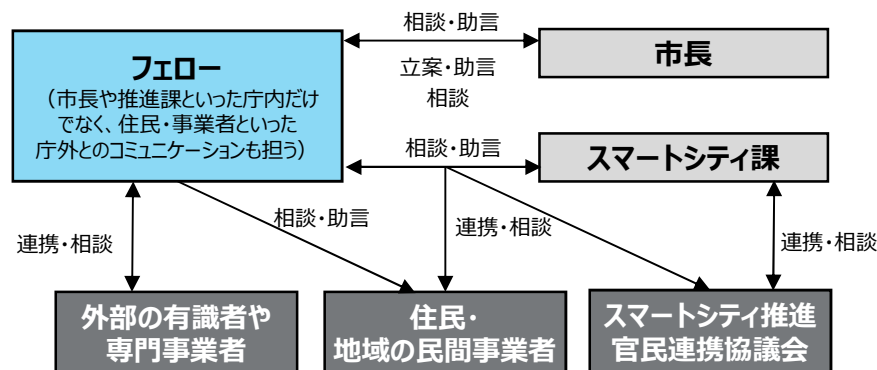 相談・助言
フェロー
（市長や推進課といった庁内だけ
でなく、住民・事業者といった
庁外とのコミュニケーションも担う）
市長
立案・助言
相談
相談・助言
スマートシティ課
連携・相談
相談・助言
連携・相談
連携・相談
外部の有識者や
専門事業者
住民・
地域の民間事業者
スマートシティ推進
官民連携協議会